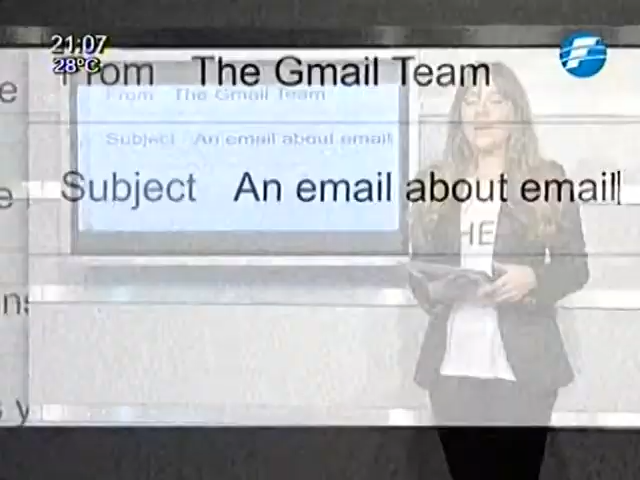 21:07
28°C
From The Gmail Team
From The Gmail Team
Subject An email about email
Subject An email about email
HE